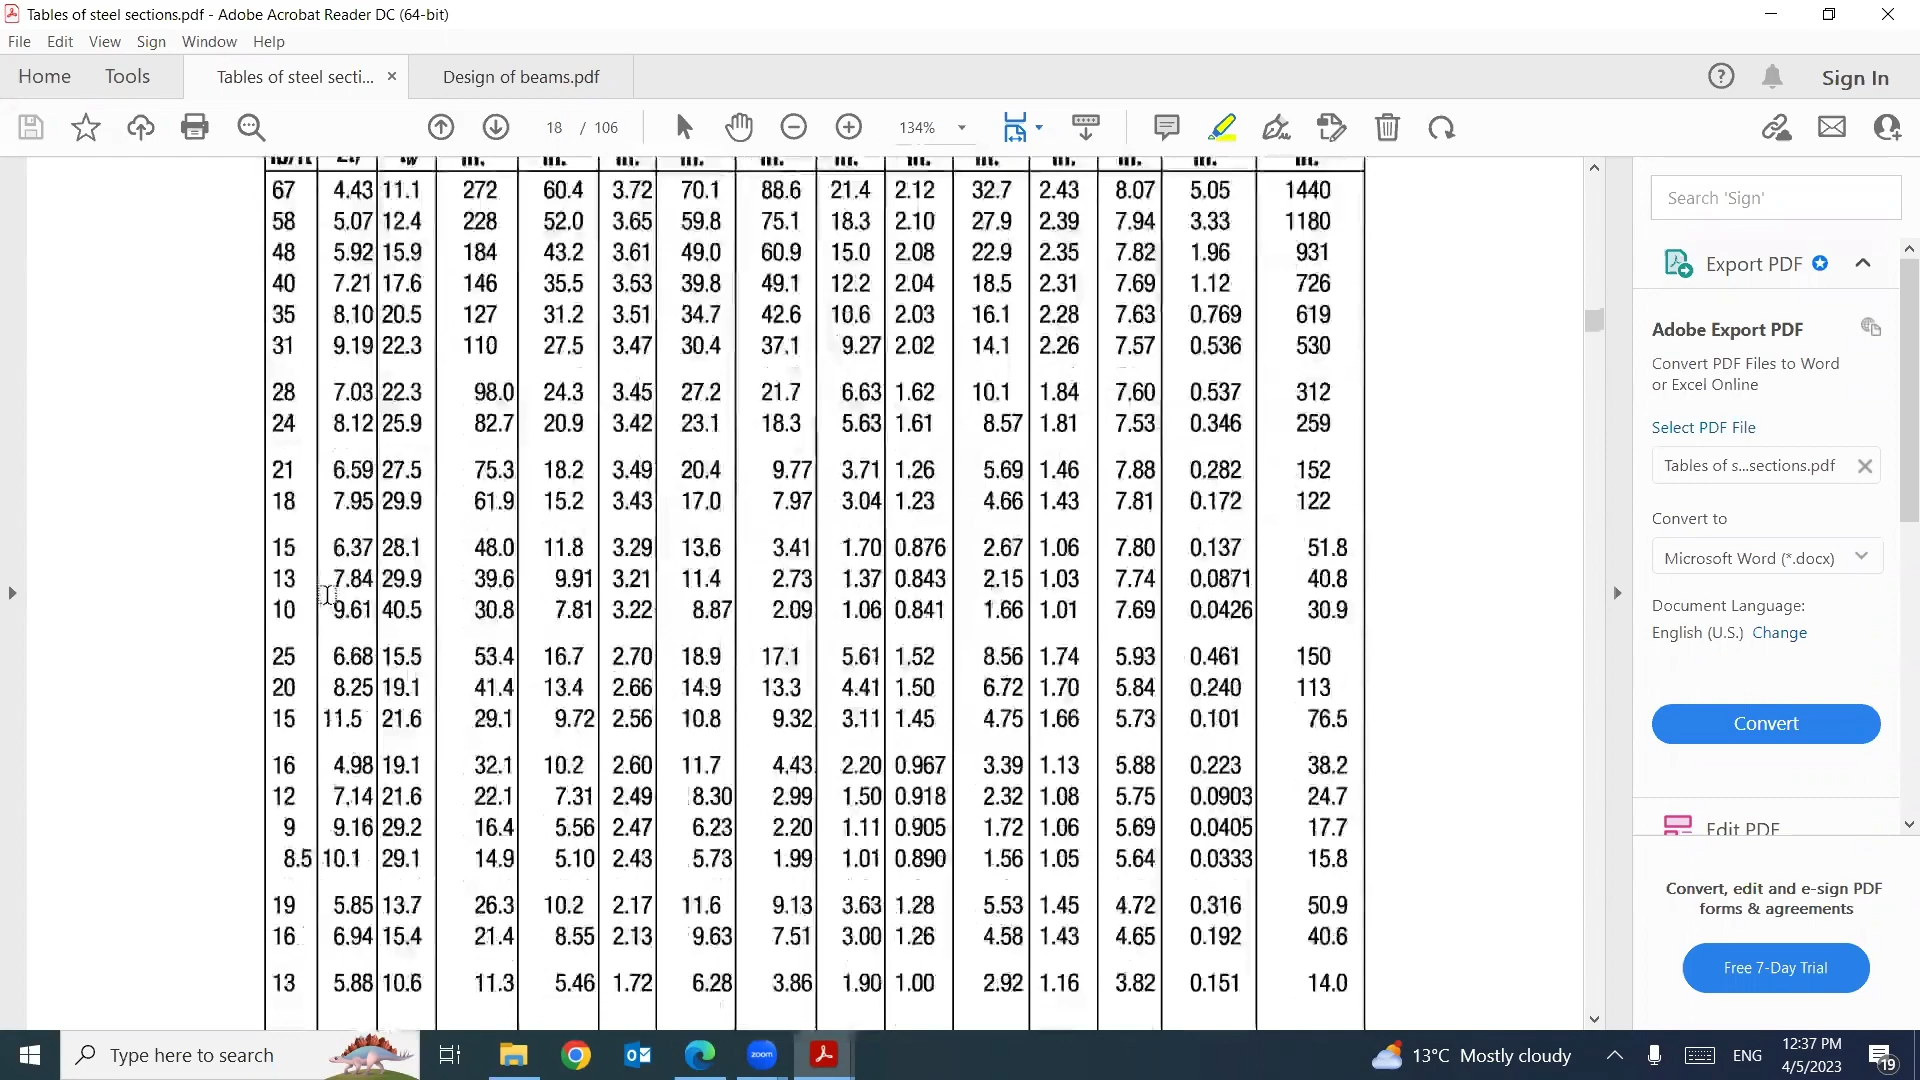 Tables of steel sections.pdf - Adobe Acrobat Reader DC (64-bit)
File Edit View Sign Window Help
Home Tools Tables of steel secti... Design of beams.pdf Sign In
18 / 106 134%
67 4.43 11.1 272 60.4 3.72 70.1 88.6 21.4 2.12 32.7 2.43 8.07 5.05 1440
58 5.07 12.4 228 52.0 3.65 59.8 75.1 18.3 2.10 27.9 2.39 7.94 3.33 1180
48 5.92 15.9 184 43.2 3.61 49.0 60.9 15.0 2.08 22.9 2.35 7.82 1.96 931
40 7.21 17.6 146 35.5 3.53 39.8 49.1 12.2 2.04 18.5 2.31 7.69 1.12 726
35 8.10 20.5 127 31.2 3.51 34.7 42.6 10.6 2.03 16.1 2.28 7.63 0.769 619
31 9.19 22.3 110 27.5 3.47 30.4 37.1 9.27 2.02 14.1 2.26 7.57 0.536 530
28 7.03 22.3 98.0 24.3 3.45 27.2 21.7 6.63 1.62 10.1 1.84 7.60 0.537 312
24 8.12 25.9 82.7 20.9 3.42 23.1 18.3 5.63 1.61 8.57 1.81 7.53 0.346 259
21 6.59 27.5 75.3 18.2 3.49 20.4 9.77 3.71 1.26 5.69 1.46 7.88 0.282 152
18 7.95 29.9 61.9 15.2 3.43 17.0 7.97 3.04 1.23 4.66 1.43 7.81 0.172 122
15 6.37 28.1 48.0 11.8 3.29 13.6 3.41 1.70 0.876 2.67 1.06 7.80 0.137 51.8
13 7.84 29.9 39.6 9.91 3.21 11.4 2.73 1.37 0.843 2.15 1.03 7.74 0.0871 40.8
10 9.61 40.5 30.8 7.81 3.22 8.87 2.09 1.06 0.841 1.66 1.01 7.69 0.0426 30.9
25 6.68 15.5 53.4 16.7 2.70 18.9 17.1 5.61 1.52 8.56 1.74 5.93 0.461 150
20 8.25 19.1 41.4 13.4 2.66 14.9 13.3 4.41 1.50 6.72 1.70 5.84 0.240 113
15 11.5 21.6 29.1 9.72 2.56 10.8 9.32 3.11 1.45 4.75 1.66 5.73 0.101 76.5
16 4.98 19.1 32.1 10.2 2.60 11.7 4.43 2.20 0.967 3.39 1.13 5.88 0.223 38.2
12 7.14 21.6 22.1 7.31 2.49 8.30 2.99 1.50 0.918 2.32 1.08 5.75 0.0903 24.7
9 9.16 29.2 16.4 5.56 2.47 6.23 2.20 1.11 0.905 1.72 1.06 5.69 0.0405 17.7
8.5 10.1 29.1 14.9 5.10 2.43 5.73 1.99 1.01 0.890 1.56 1.05 5.64 0.0333 15.8
19 5.85 13.7 26.3 10.2 2.17 11.6 9.13 3.63 1.28 5.53 1.45 4.72 0.316 50.9
16 6.94 15.4 21.4 8.55 2.13 9.63 7.51 3.00 1.26 4.58 1.43 4.65 0.192 40.6
13 5.88 10.6 11.3 5.46 1.72 6.28 3.86 1.90 1.00 2.92 1.16 3.82 0.151 14.0
Search 'Sign'
Export PDF
Adobe Export PDF
Convert PDF Files to Word
or Excel Online
Select PDF File
Tables of s...sections.pdf
Convert to
Microsoft Word (*.docx)
Document Language:
English (U.S.) Change
Convert
Edit PDF
Convert, edit and e-sign PDF
forms & agreements
Free 7-Day Trial
Type here to search
zoom
13°C Mostly cloudy
ENG
12:37 PM
4/5/2023
19